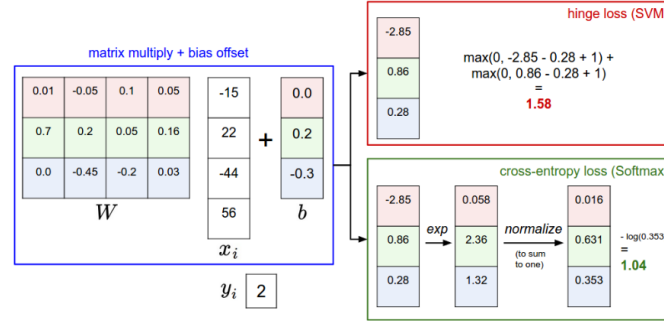 matrix multiply + bias offset
0.01 -0.05 0.1 0.05
0.7 0.2 0.05 0.16
0.0 -0.45 -0.2 0.03
W
-15
22
-44
56
x_i
+
0.0
0.2
-0.3
b
y_i 2
hinge loss (SVM)
-2.85
0.86
0.28
max(0, -2.85 - 0.28 + 1) +
max(0, 0.86 - 0.28 + 1)
=
1.58
cross-entropy loss (Softmax
-2.85
0.86
0.28
exp
0.058
2.36
1.32
normalize
(to sum
to one)
0.016
0.631
0.353
- log(0.353)
=
1.04